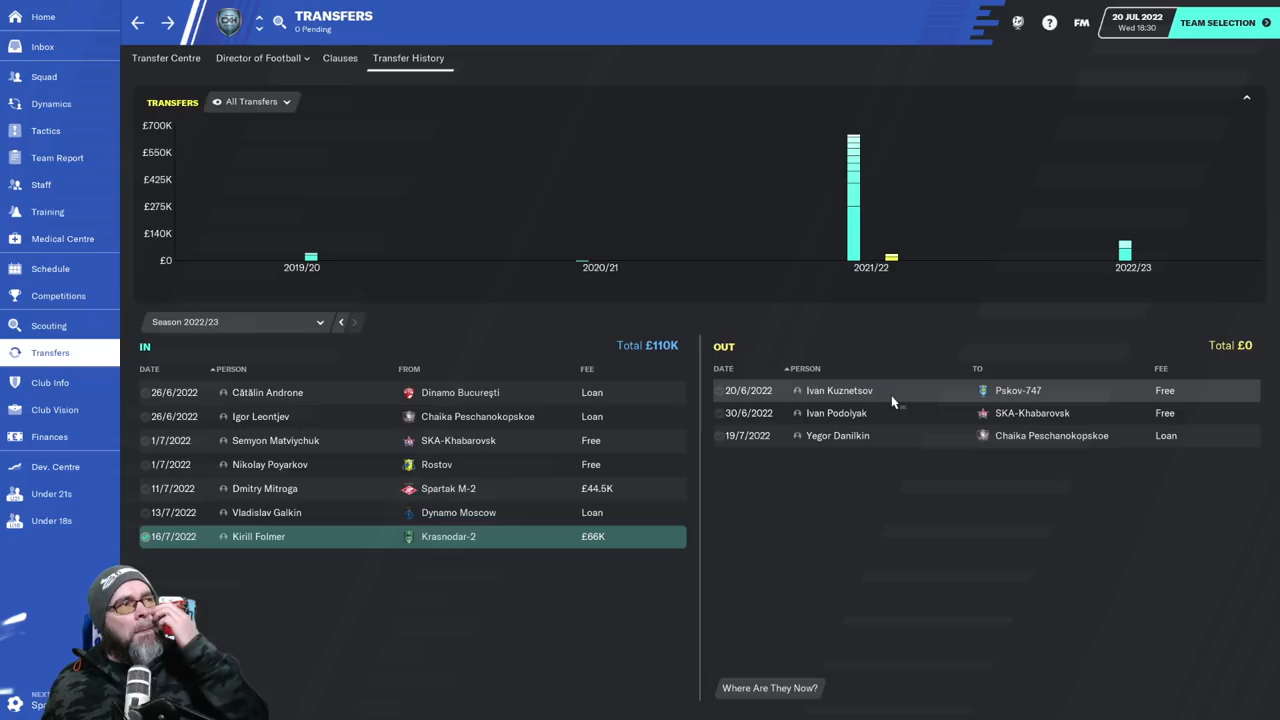 Home
TRANSFERS
0 Pending
FM
20 JUL 2022
Wed 18:30
TEAM SELECTION
Inbox
Squad
Dynamics
Tactics
Team Report
Staff
Training
Medical Centre
Schedule
Competitions
Scouting
Transfers
Club Info
Club Vision
Finances
Dev. Centre
Under 21s
Under 18s
Transfer Centre Director of Football Clauses Transfer History
TRANSFERS All Transfers
£700K
£550K
£425K
£275K
£140K
£0
2019/20 2020/21 2021/22 2022/23
Season 2022/23
IN Total £110K
DATE PERSON FROM FEE
26/6/2022 Cătălin Androne Dinamo Bucureşti Loan
26/6/2022 Igor Leontjev Chaika Peschanokopskoe Loan
1/7/2022 Semyon Matviychuk SKA-Khabarovsk Free
1/7/2022 Nikolay Poyarkov Rostov Free
11/7/2022 Dmitry Mitroga Spartak M-2 £44.5K
13/7/2022 Vladislav Galkin Dynamo Moscow Loan
16/7/2022 Kirill Folmer Krasnodar-2 £66K
OUT Total £0
DATE PERSON TO FEE
20/6/2022 Ivan Kuznetsov Pskov-747 Free
30/6/2022 Ivan Podolyak SKA-Khabarovsk Free
19/7/2022 Yegor Danilkin Chaika Peschanokopskoe Loan
Where Are They Now?